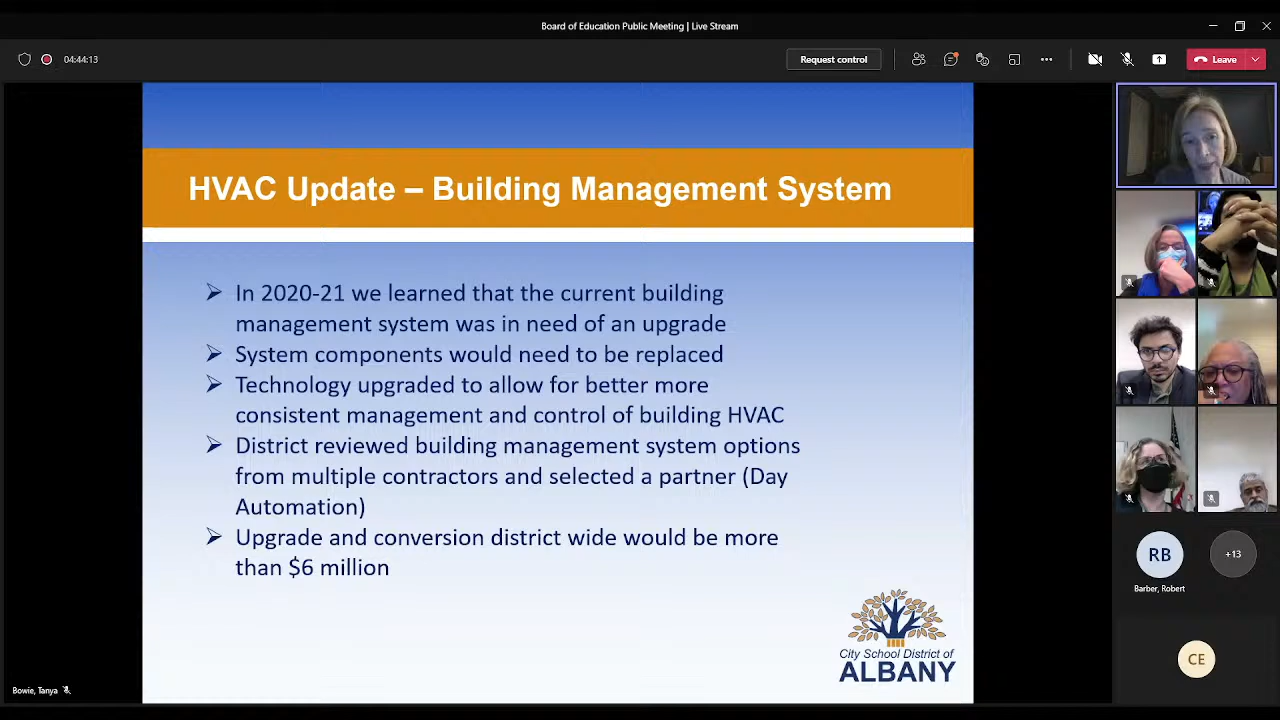 Board of Education Public Meeting | Live Stream
04:44:13
Request control
Leave
HVAC Update – Building Management System
➢ In 2020-21 we learned that the current building
management system was in need of an upgrade
➢ System components would need to be replaced
➢ Technology upgraded to allow for better more
consistent management and control of building HVAC
➢ District reviewed building management system options
from multiple contractors and selected a partner (Day
Automation)
➢ Upgrade and conversion district wide would be more
than $6 million
City School District of
ALBANY
RB
+13
Barber, Robert
CE
Bowie, Tanya